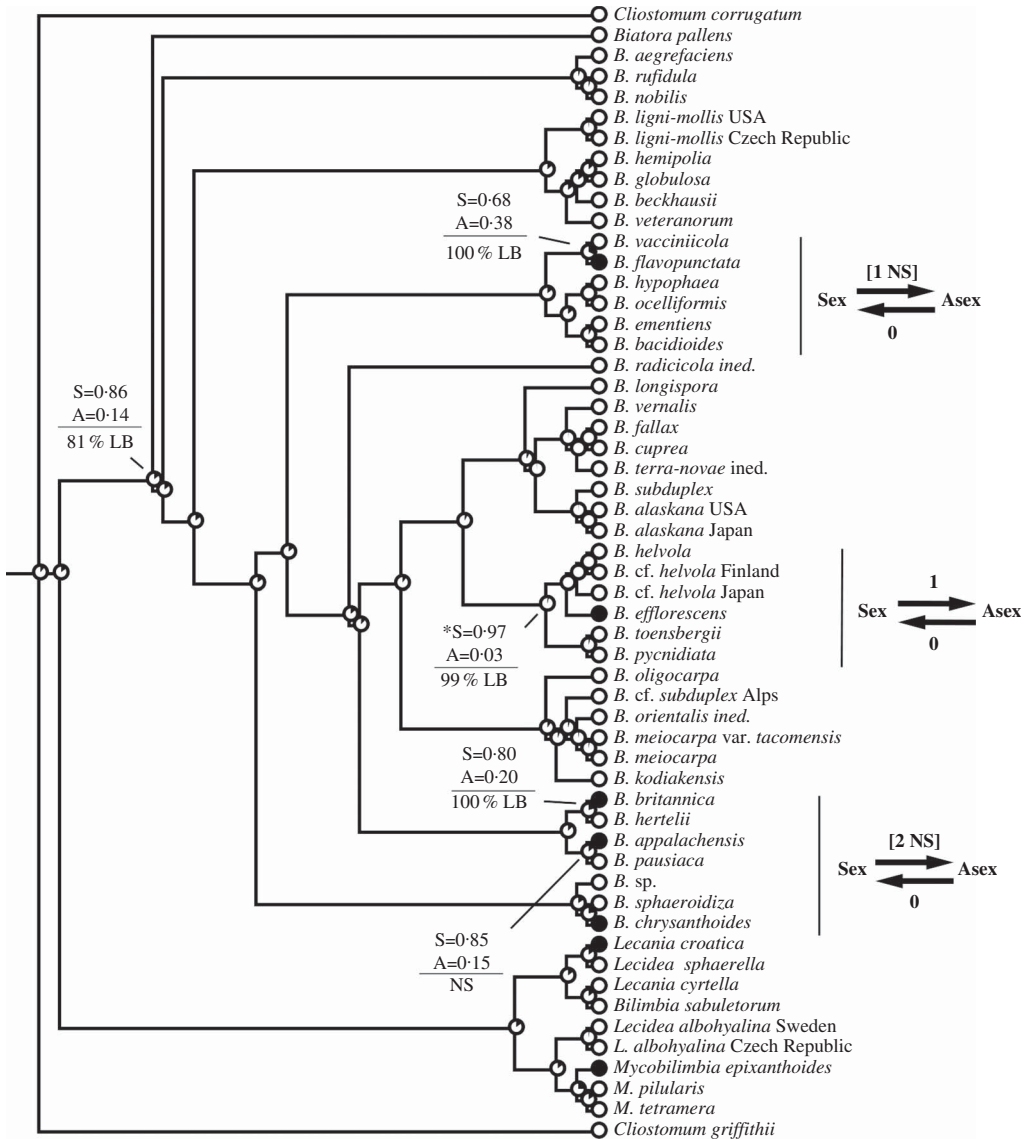 Cliostomum corrugatum
Biatora pallens
B. aegrefaciens
B. rufidula
B. nobilis
B. ligni-mollis USA
B. ligni-mollis Czech Republic
B. hemipolia
B. globulosa
B. beckhausii
B. veteranorum
B. vacciniicola
B. flavopunctata
B. hypophaea
B. ocelliformis
B. ementiens
B. bacidioides
B. radicicola ined.
B. longispora
B. vernalis
B. fallax
B. cuprea
B. terra-novae ined.
B. subduplex
B. alaskana USA
B. alaskana Japan
B. helvola
B. cf. helvola Finland
B. cf. helvola Japan
B. efflorescens
B. toensbergii
B. pycnidiata
B. oligocarpa
B. cf. subduplex Alps
B. orientalis ined.
B. meiocarpa var. tacomensis
B. meiocarpa
B. kodiakensis
B. britannica
B. hertelii
B. appalachensis
B. pausiaca
B. sp.
B. sphaeroidiza
B. chrysanthoides
Lecania croatica
Lecidea sphaerella
Lecania cyrtella
Bilimbia sabuletorum
Lecidea albohyalina Sweden
L. albohyalina Czech Republic
Mycobilimbia epixanthoides
M. pilularis
M. tetramera
Cliostomum griffithii
S=0·68
A=0·38
100 % LB
S=0·86
A=0·14
81 % LB
*S=0·97
A=0·03
99 % LB
S=0·80
A=0·20
100 % LB
S=0·85
A=0·15
NS
[1 NS]
Sex Asex
0
1
Sex Asex
0
[2 NS]
Sex Asex
0